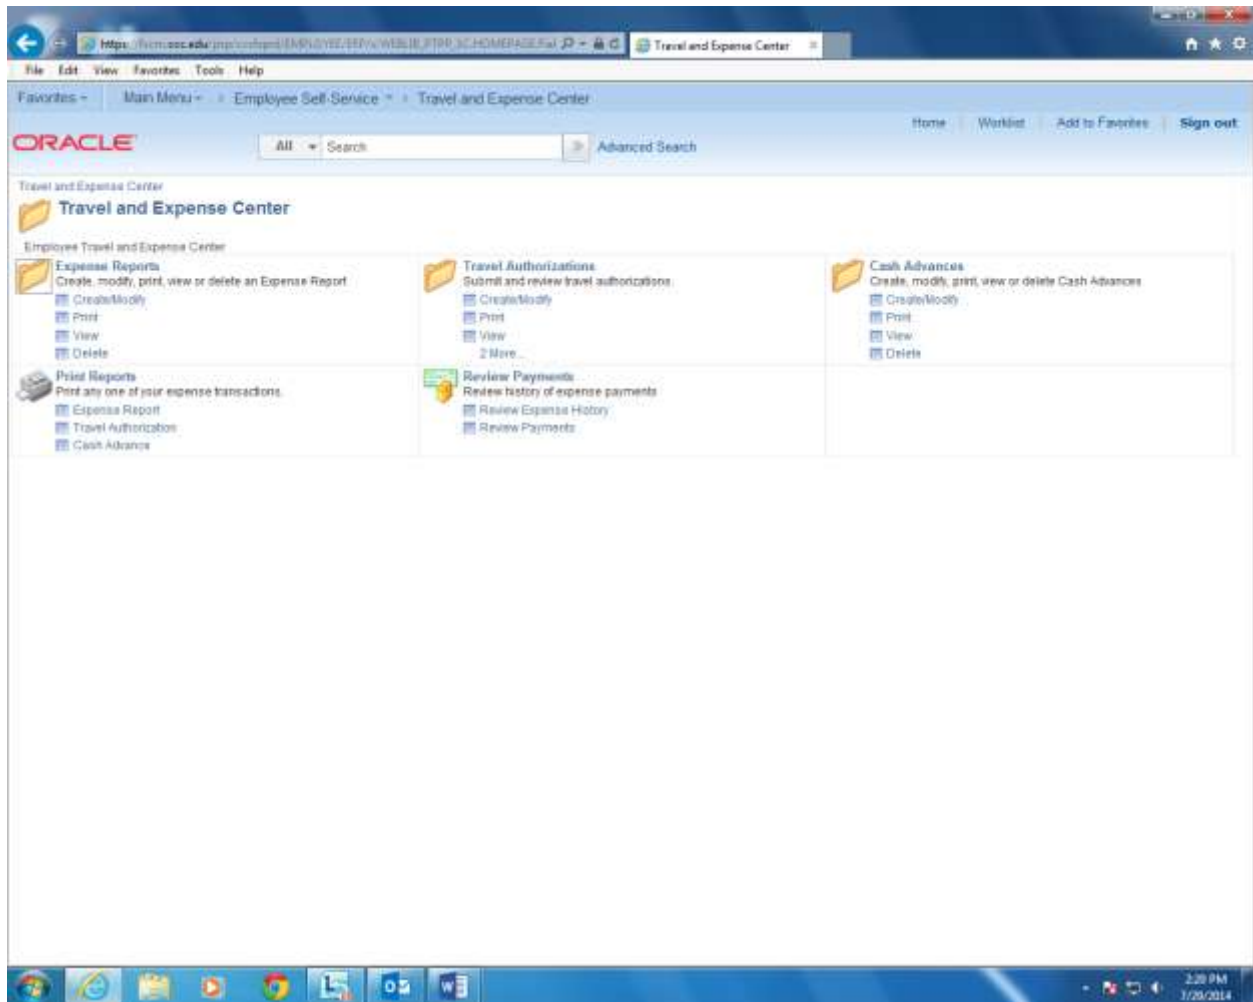 Travel and Expense Center
File Edit View Favorites Tools Help
Favorites Main Menu Employee Self-Service Travel and Expense Center
Home Worklist Add to Favorites Sign out
ORACLE
All Search
Advanced Search
Travel and Expense Center
Travel and Expense Center
Employee Travel and Expense Center
Expense Reports
Create, modify, print, view or delete an Expense Report
Create/Modify
Print
View
Delete
Travel Authorizations
Submit and review travel authorizations.
Create/Modify
Print
View
2 More...
Cash Advances
Create, modify, print, view or delete Cash Advances
Create/Modify
Print
View
Delete
Print Reports
Print any one of your expense transactions.
Expense Report
Travel Authorization
Cash Advance
Review Payments
Review history of expense payments
Review Expense History
Review Payments
2:20 PM
7/29/2014